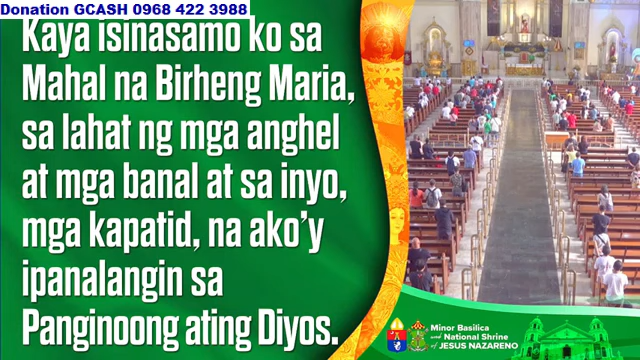 Donation GCASH 0968 422 3988
Kaya isinasamo ko sa
Mahal na Birheng Maria,
sa lahat ng mga anghel
at mga banal at sa inyo,
mga kapatid, na ako’y
ipanalangin sa
Panginoong ating Diyos.
Minor Basilica
and National Shrine
of JESUS NAZARENO